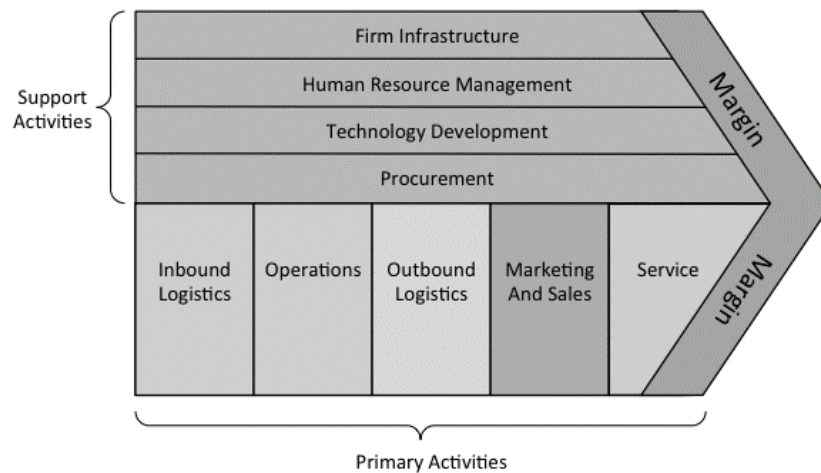 Support
Activities
Firm Infrastructure
Human Resource Management
Technology Development
Procurement
Margin
Inbound
Logistics
Operations
Outbound
Logistics
Marketing
And Sales
Service
Margin
Primary Activities